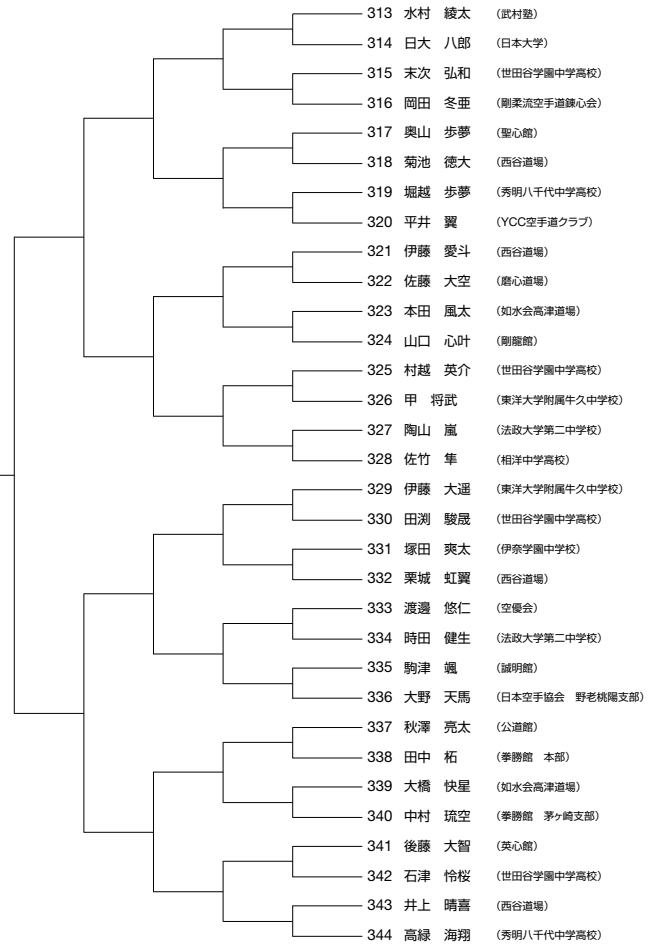 313 水村 綾太 (武村塾)
314 日大 八郎 (日本大学)
315 末次 弘和 (世田谷学園中学高校)
316 岡田 冬亜 (剛柔流空手道錬心会)
317 奥山 歩夢 (聖心館)
318 菊池 徳大 (西谷道場)
319 堀越 歩夢 (秀明八千代中学高校)
320 平井 翼 (YCC空手道クラブ)
321 伊藤 愛斗 (西谷道場)
322 佐藤 大空 (磨心道場)
323 本田 風太 (如水会高津道場)
324 山口 心叶 (剛龍館)
325 村越 英介 (世田谷学園中学高校)
326 甲 将武 (東洋大学附属牛久中学校)
327 陶山 嵐 (法政大学第二中学校)
328 佐竹 隼 (相洋中学高校)
329 伊藤 大遥 (東洋大学附属牛久中学校)
330 田渕 駿晟 (世田谷学園中学高校)
331 塚田 爽太 (伊奈学園中学校)
332 栗城 虹翼 (西谷道場)
333 渡邊 悠仁 (空優会)
334 時田 健生 (法政大学第二中学校)
335 駒津 颯 (誠明館)
336 大野 天馬 (日本空手協会 野老桃陽支部)
337 秋澤 亮太 (公道館)
338 田中 柘 (拳勝館 本部)
339 大橋 快星 (如水会高津道場)
340 中村 琉空 (拳勝館 茅ヶ崎支部)
341 後藤 大智 (英心館)
342 石津 怜桜 (世田谷学園中学高校)
343 井上 晴喜 (西谷道場)
344 高緑 海翔 (秀明八千代中学高校)